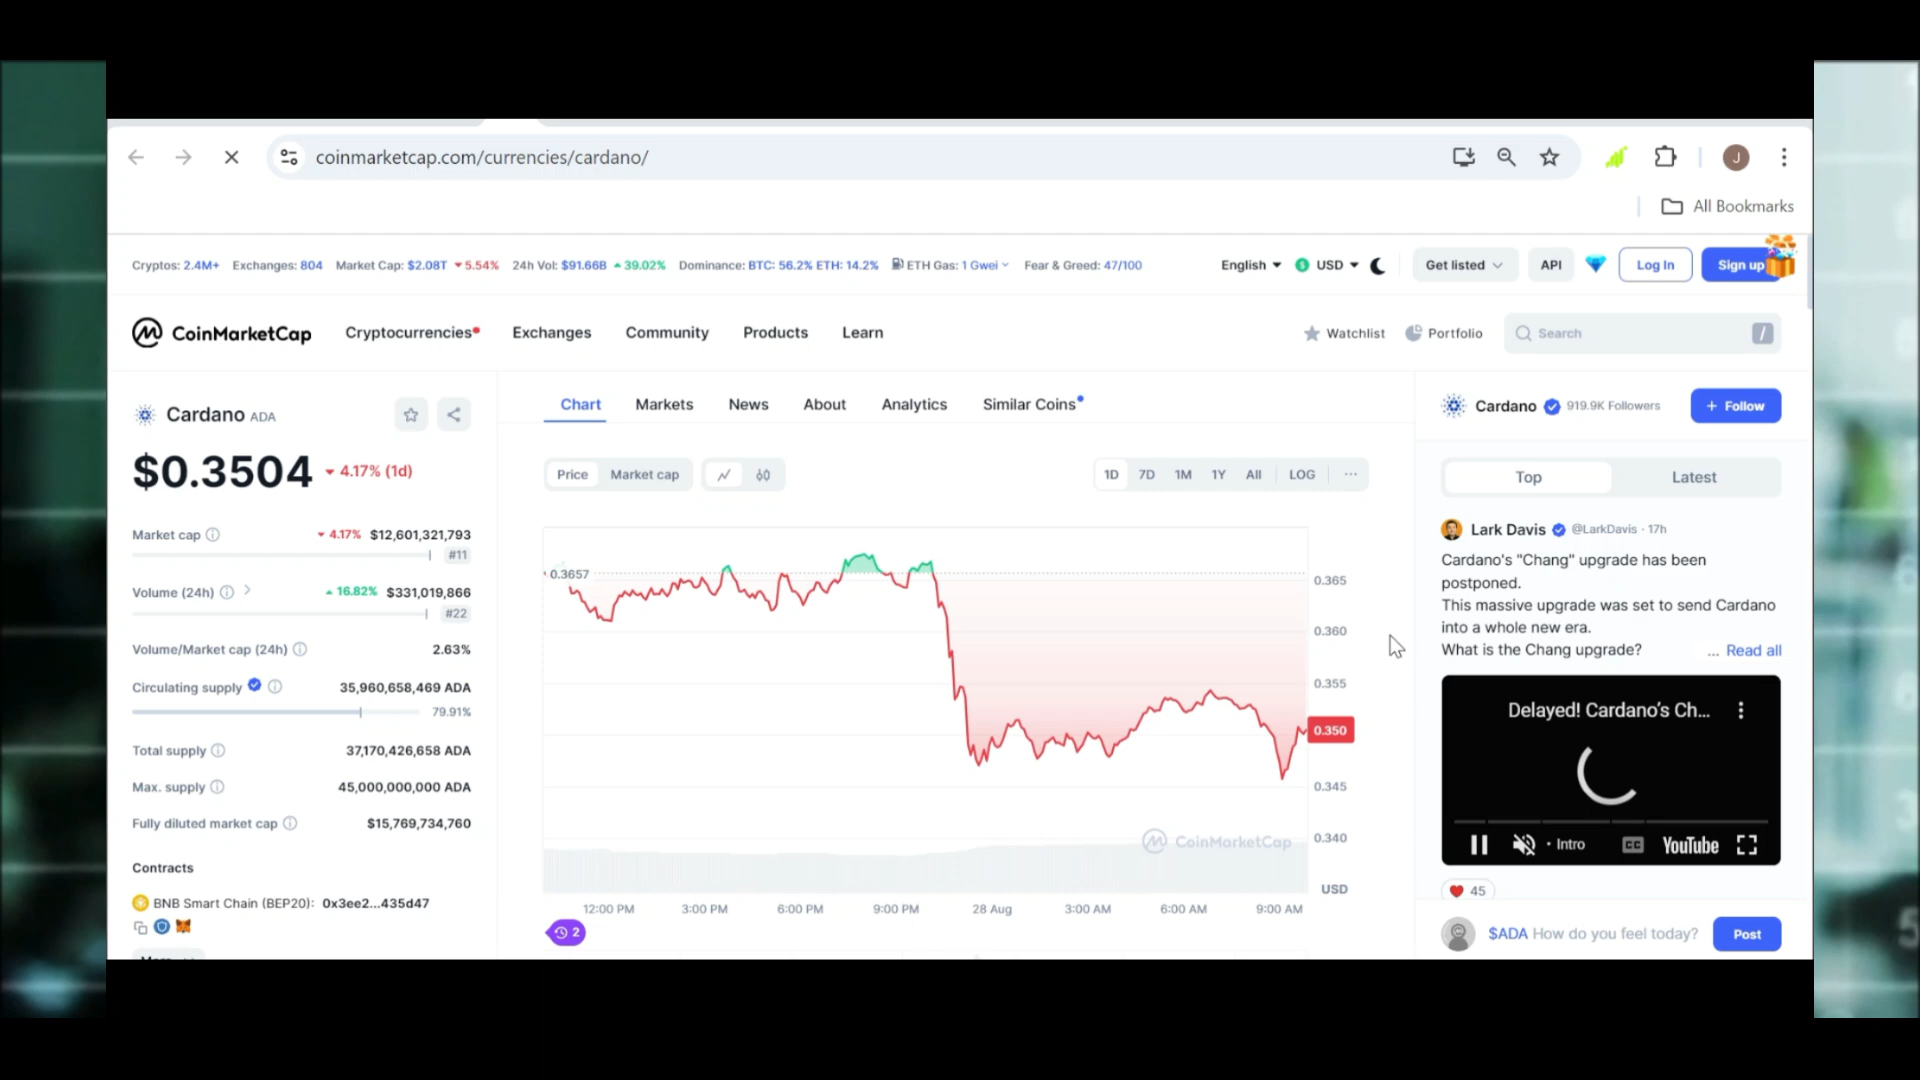 coinmarketcap.com/currencies/cardano/
J
All Bookmarks
Cryptos: 2.4M+ Exchanges: 804 Market Cap: $2.08T 5.54% 24h Vol: $91.66B 39.02% Dominance: BTC: 56.2% ETH: 14.2% ETH Gas: 1 Gwei Fear & Greed: 47/100
English USD Get listed API Log In Sign up
CoinMarketCap Cryptocurrencies Exchanges Community Products Learn
Watchlist Portfolio Search /
Cardano ADA
$0.3504 4.17% (1d)
Market cap 4.17% $12,601,321,793
#11
Volume (24h) 16.82% $331,019,866
#22
Volume/Market cap (24h) 2.63%
Circulating supply 35,960,658,469 ADA
79.91%
Total supply 37,170,426,658 ADA
Max. supply 45,000,000,000 ADA
Fully diluted market cap $15,769,734,760
Contracts
BNB Smart Chain (BEP20): 0x3ee2...435d47
Chart Markets News About Analytics Similar Coins
Price Market cap
1D 7D 1M 1Y All LOG ...
0.3657
0.365
0.360
0.355
0.350
0.345
0.340
CoinMarketCap
USD
12:00 PM 3:00 PM 6:00 PM 9:00 PM 28 Aug 3:00 AM 6:00 AM 9:00 AM
2
Cardano 919.9K Followers + Follow
Top Latest
Lark Davis @LarkDavis · 17h
Cardano's "Chang" upgrade has been
postponed.
This massive upgrade was set to send Cardano
into a whole new era.
What is the Chang upgrade? ... Read all
Delayed! Cardano's Ch...
• Intro CC YouTube
45
$ADA How do you feel today? Post